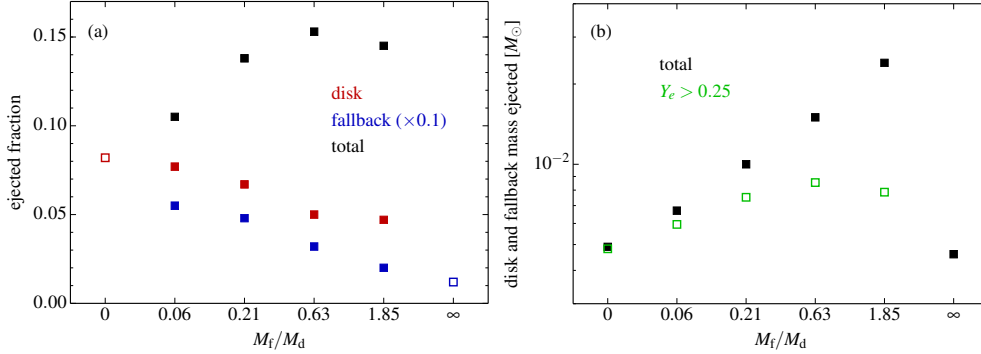 (a)
ejected fraction
0.15
0.10
0.05
0.00
disk
fallback (×0.1)
total
0 0.06 0.21 0.63 1.85 ∞
M_f/M_d
(b)
disk and fallback mass ejected [M_⊙]
10^{-2}
total
Y_e > 0.25
0 0.06 0.21 0.63 1.85 ∞
M_f/M_d